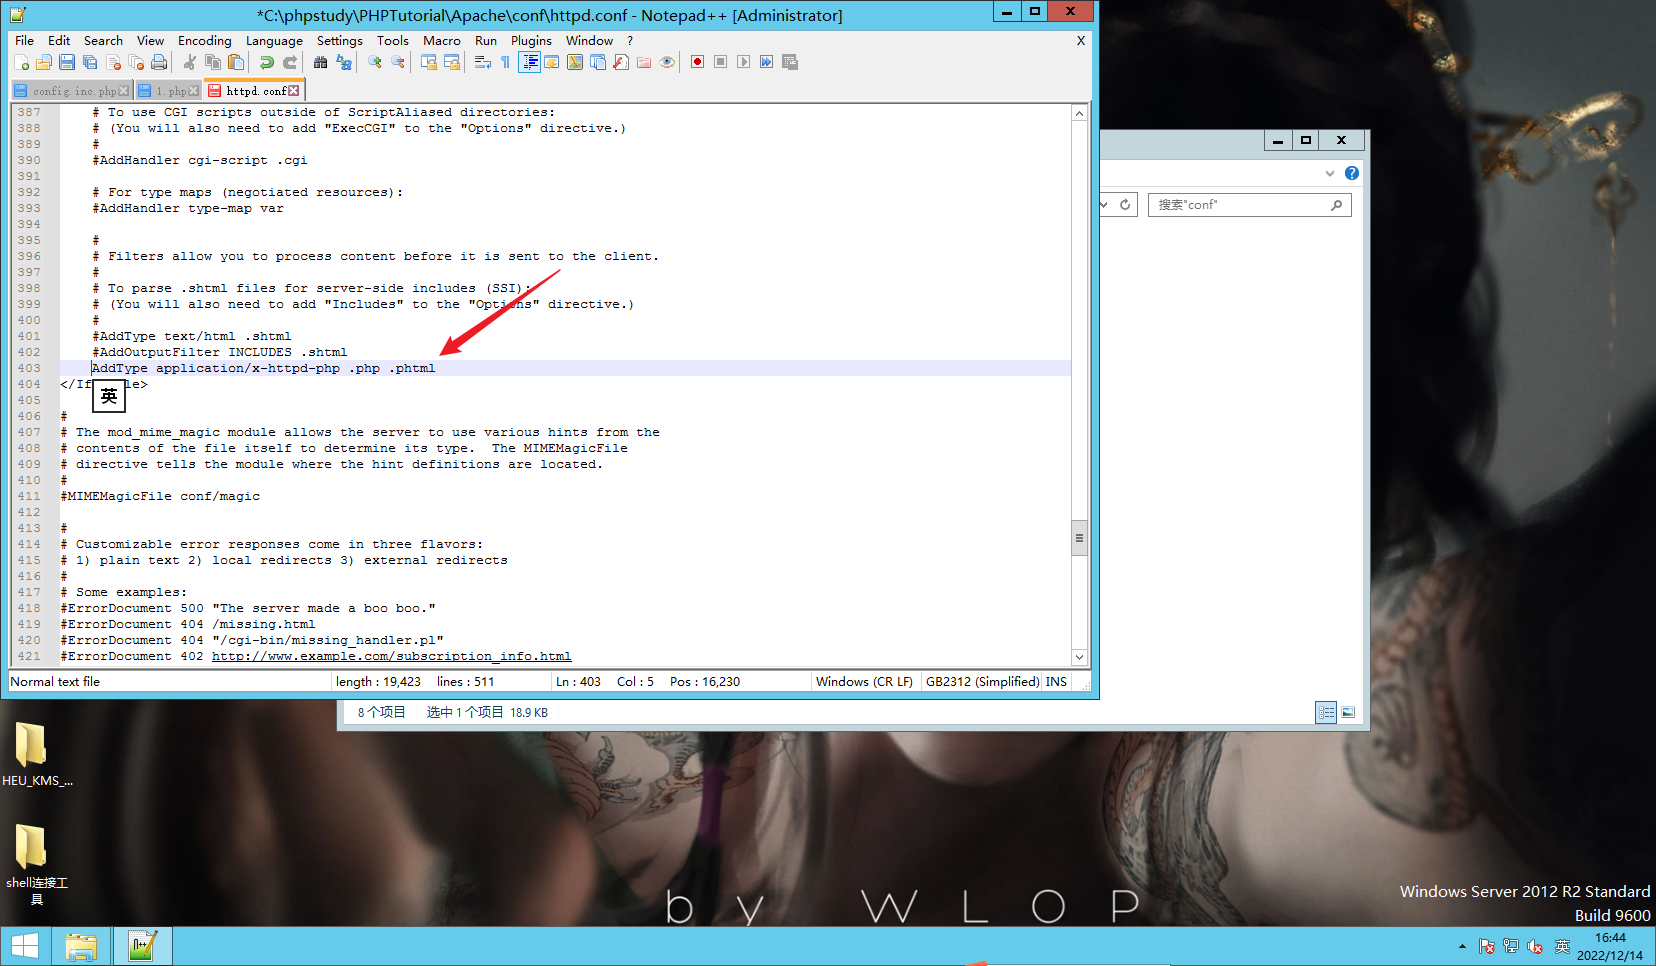 *C:\phpstudy\PHPTutorial\Apache\conf\httpd.conf - Notepad++ [Administrator]
File Edit Search View Encoding Language Settings Tools Macro Run Plugins Window ? X
config.inc.php 1.php httpd.conf
387 # To use CGI scripts outside of ScriptAliased directories:
388 # (You will also need to add "ExecCGI" to the "Options" directive.)
389 #
390 #AddHandler cgi-script .cgi
391
392 # For type maps (negotiated resources):
393 #AddHandler type-map var
394
395 #
396 # Filters allow you to process content before it is sent to the client.
397 #
398 # To parse .shtml files for server-side includes (SSI):
399 # (You will also need to add "Includes" to the "Options" directive.)
400 #
401 #AddType text/html .shtml
402 #AddOutputFilter INCLUDES .shtml
403 AddType application/x-httpd-php .php .phtml
404 </If le>
英
405
406 #
407 # The mod_mime_magic module allows the server to use various hints from the
408 # contents of the file itself to determine its type.  The MIMEMagicFile
409 # directive tells the module where the hint definitions are located.
410 #
411 #MIMEMagicFile conf/magic
412
413 #
414 # Customizable error responses come in three flavors:
415 # 1) plain text 2) local redirects 3) external redirects
416 #
417 # Some examples:
418 #ErrorDocument 500 "The server made a boo boo."
419 #ErrorDocument 404 /missing.html
420 #ErrorDocument 404 "/cgi-bin/missing_handler.pl"
421 #ErrorDocument 402 http://www.example.com/subscription_info.html
Normal text file length : 19,423 lines : 511 Ln : 403 Col : 5 Pos : 16,230 Windows (CR LF) GB2312 (Simplified) INS
搜索"conf"
8 个项目 选中 1 个项目 18.9 KB
HEU_KMS_...
shell连接工
具
by WLOP
Windows Server 2012 R2 Standard
Build 9600
英
16:44
2022/12/14